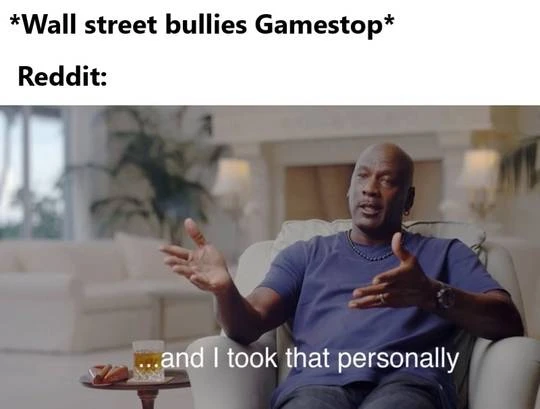 *Wall street bullies Gamestop*
Reddit:
...and I took that personally